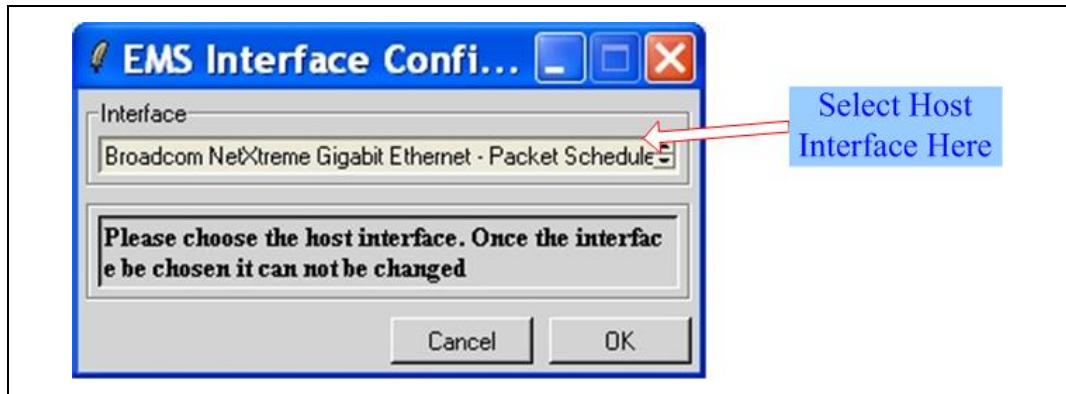 EMS Interface Confi...
Interface
Broadcom NetXtreme Gigabit Ethernet - Packet Schedule
Please choose the host interface. Once the interfac
e be chosen it can not be changed
Cancel
OK
Select Host
Interface Here